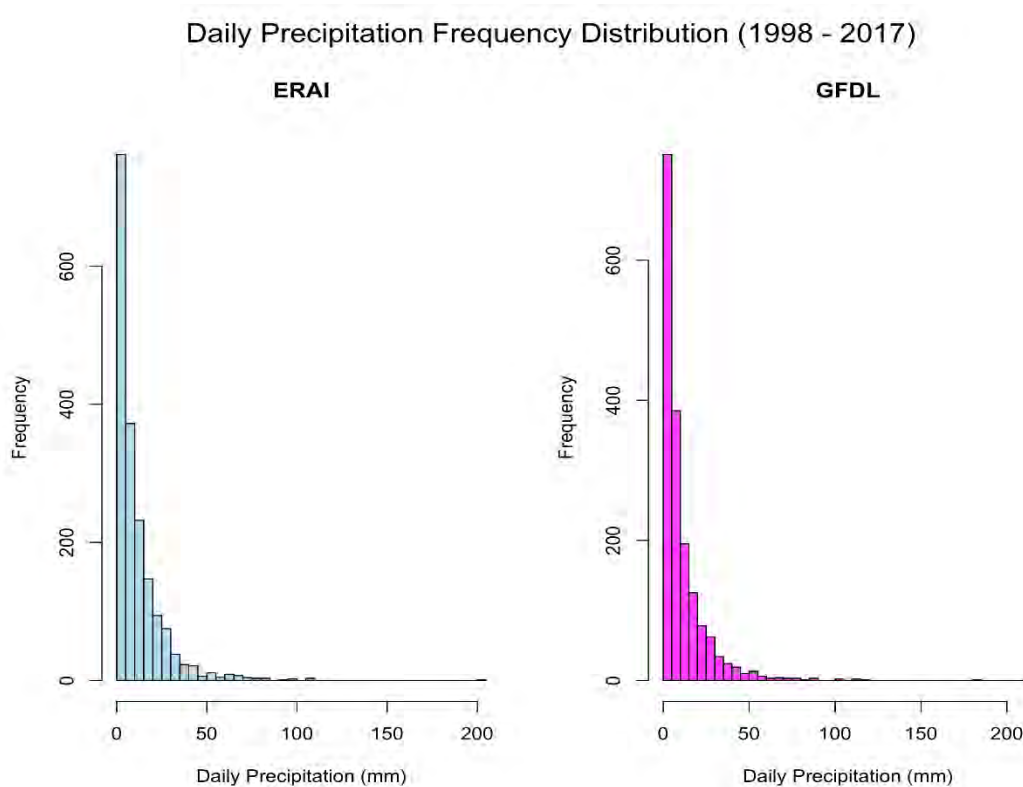 Daily Precipitation Frequency Distribution (1998 - 2017)
ERAI
GFDL
Frequency
0
200
400
600
0
50
100
150
200
Daily Precipitation (mm)
Frequency
0
200
400
600
0
50
100
150
200
Daily Precipitation (mm)